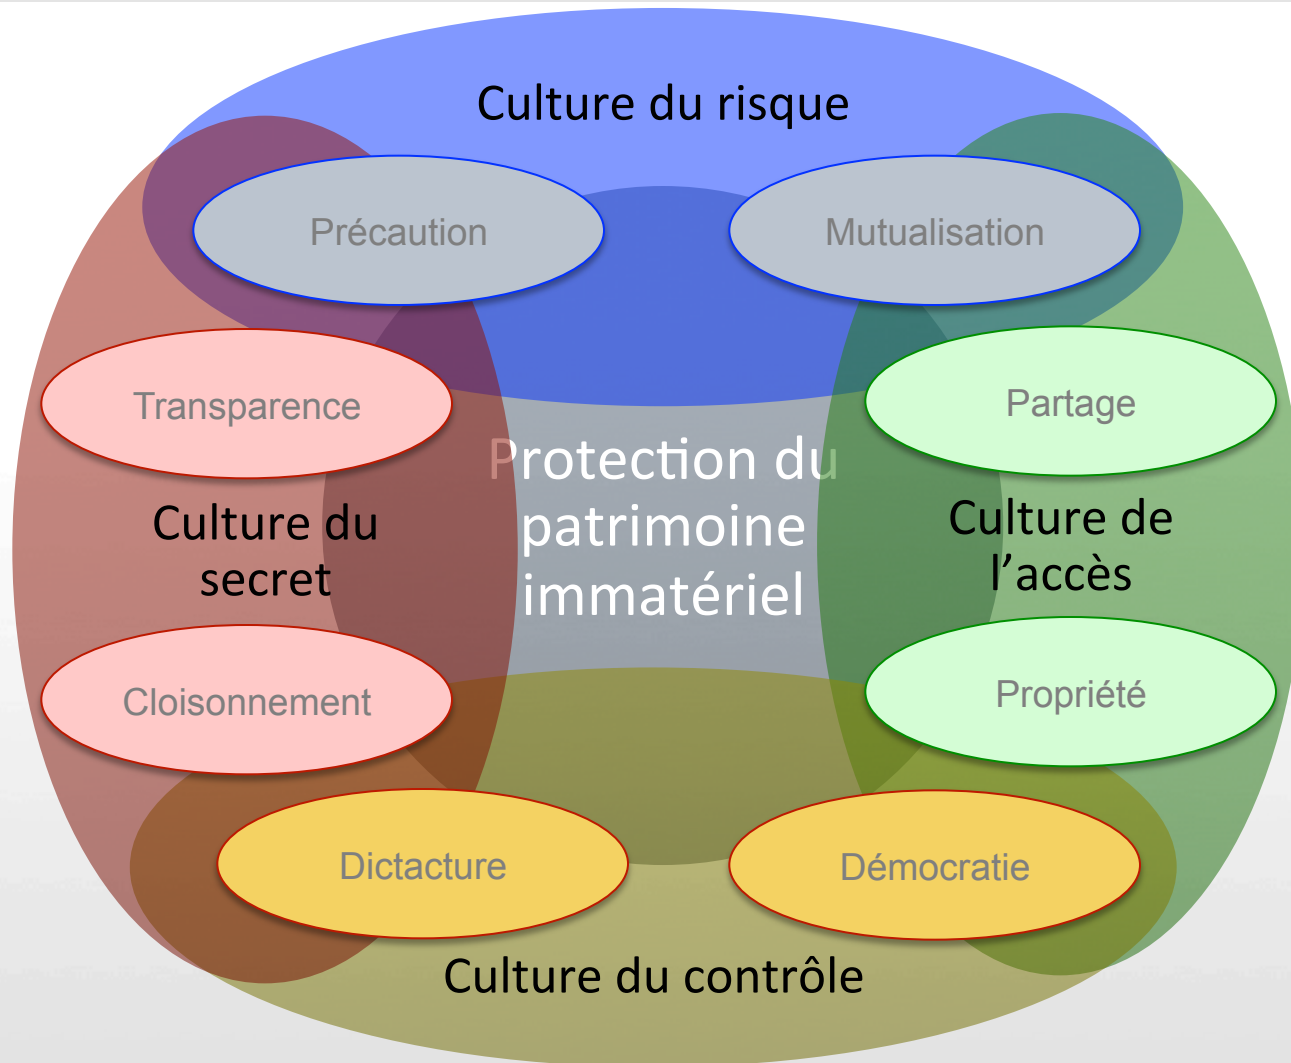 Culture du risque
Précaution
Mutualisation
Transparence
Partage
Protection du
patrimoine
immatériel
Culture du
secret
Culture de
l’accès
Cloisonnement
Propriété
Dictacture
Démocratie
Culture du contrôle